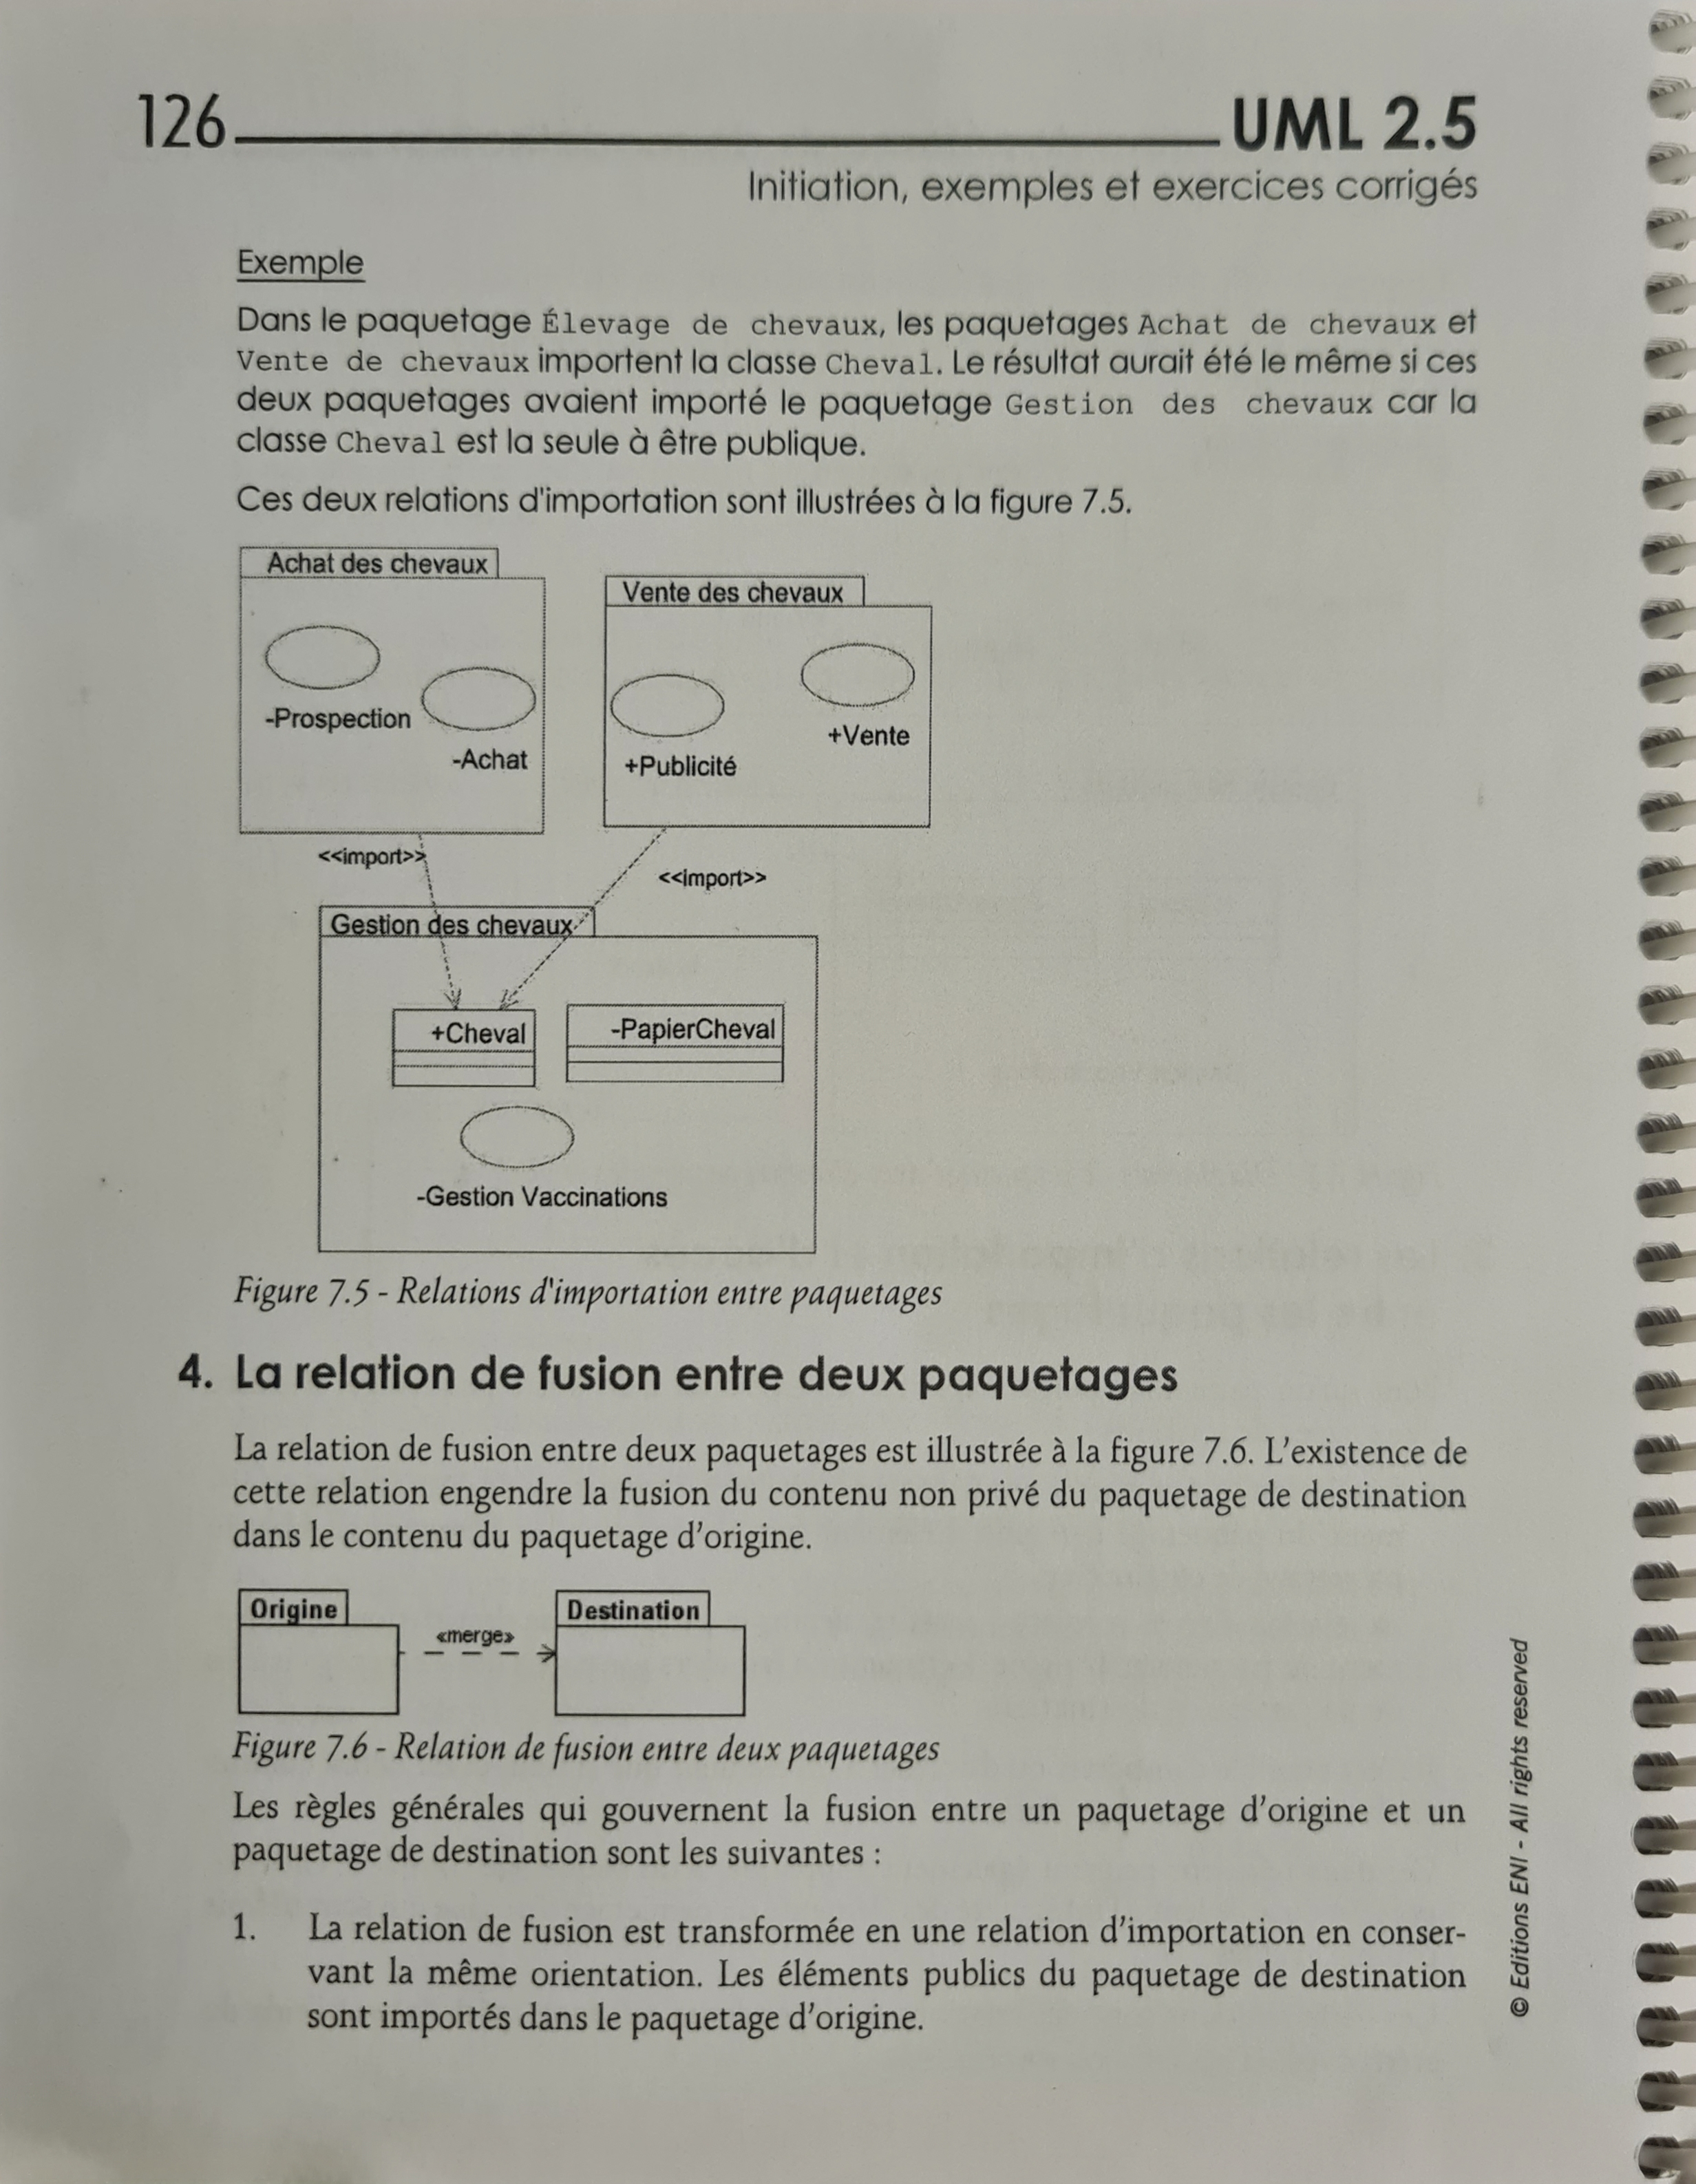 126 UML 2.5
Initiation, exemples et exercices corrigés
Exemple
Dans le paquetage Élevage de chevaux, les paquetages Achat de chevaux et
Vente de chevaux importent la classe Cheval. Le résultat aurait été le même si ces
deux paquetages avaient importé le paquetage Gestion des chevaux car la
classe Cheval est la seule à être publique.
Ces deux relations d'importation sont illustrées à la figure 7.5.
Achat des chevaux
Vente des chevaux
-Prospection
-Achat
+Vente
+Publicité
<<import>>
<<import>>
Gestion des chevaux
+Cheval
-PapierCheval
-Gestion Vaccinations
Figure 7.5 - Relations d'importation entre paquetages
4. La relation de fusion entre deux paquetages
La relation de fusion entre deux paquetages est illustrée à la figure 7.6. L’existence de
cette relation engendre la fusion du contenu non privé du paquetage de destination
dans le contenu du paquetage d’origine.
Origine
Destination
«merge»
Figure 7.6 - Relation de fusion entre deux paquetages
Les règles générales qui gouvernent la fusion entre un paquetage d’origine et un
paquetage de destination sont les suivantes :
1. La relation de fusion est transformée en une relation d’importation en conser-
vant la même orientation. Les éléments publics du paquetage de destination
sont importés dans le paquetage d’origine.
© Editions ENI - All rights reserved